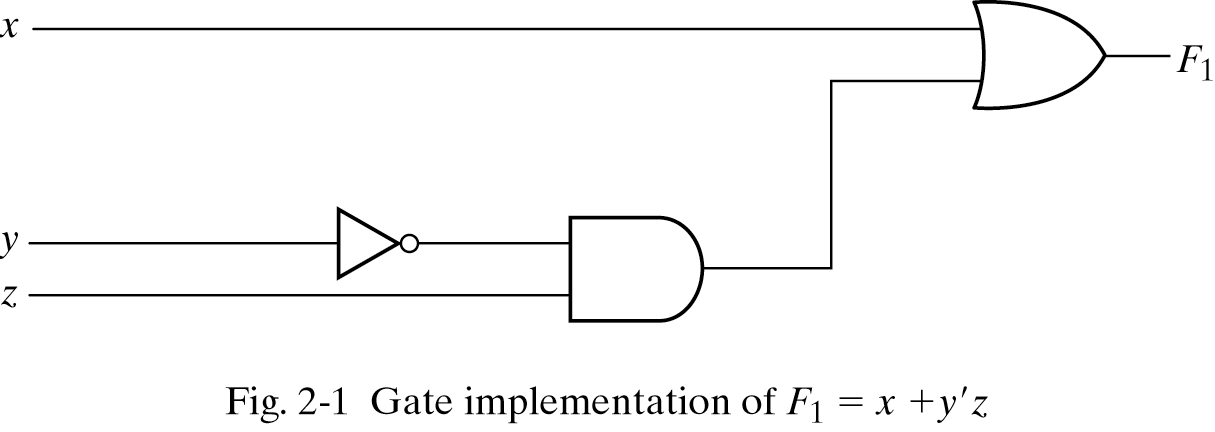 x
F₁
y
z
Fig. 2-1 Gate implementation of F₁ = x +y′z